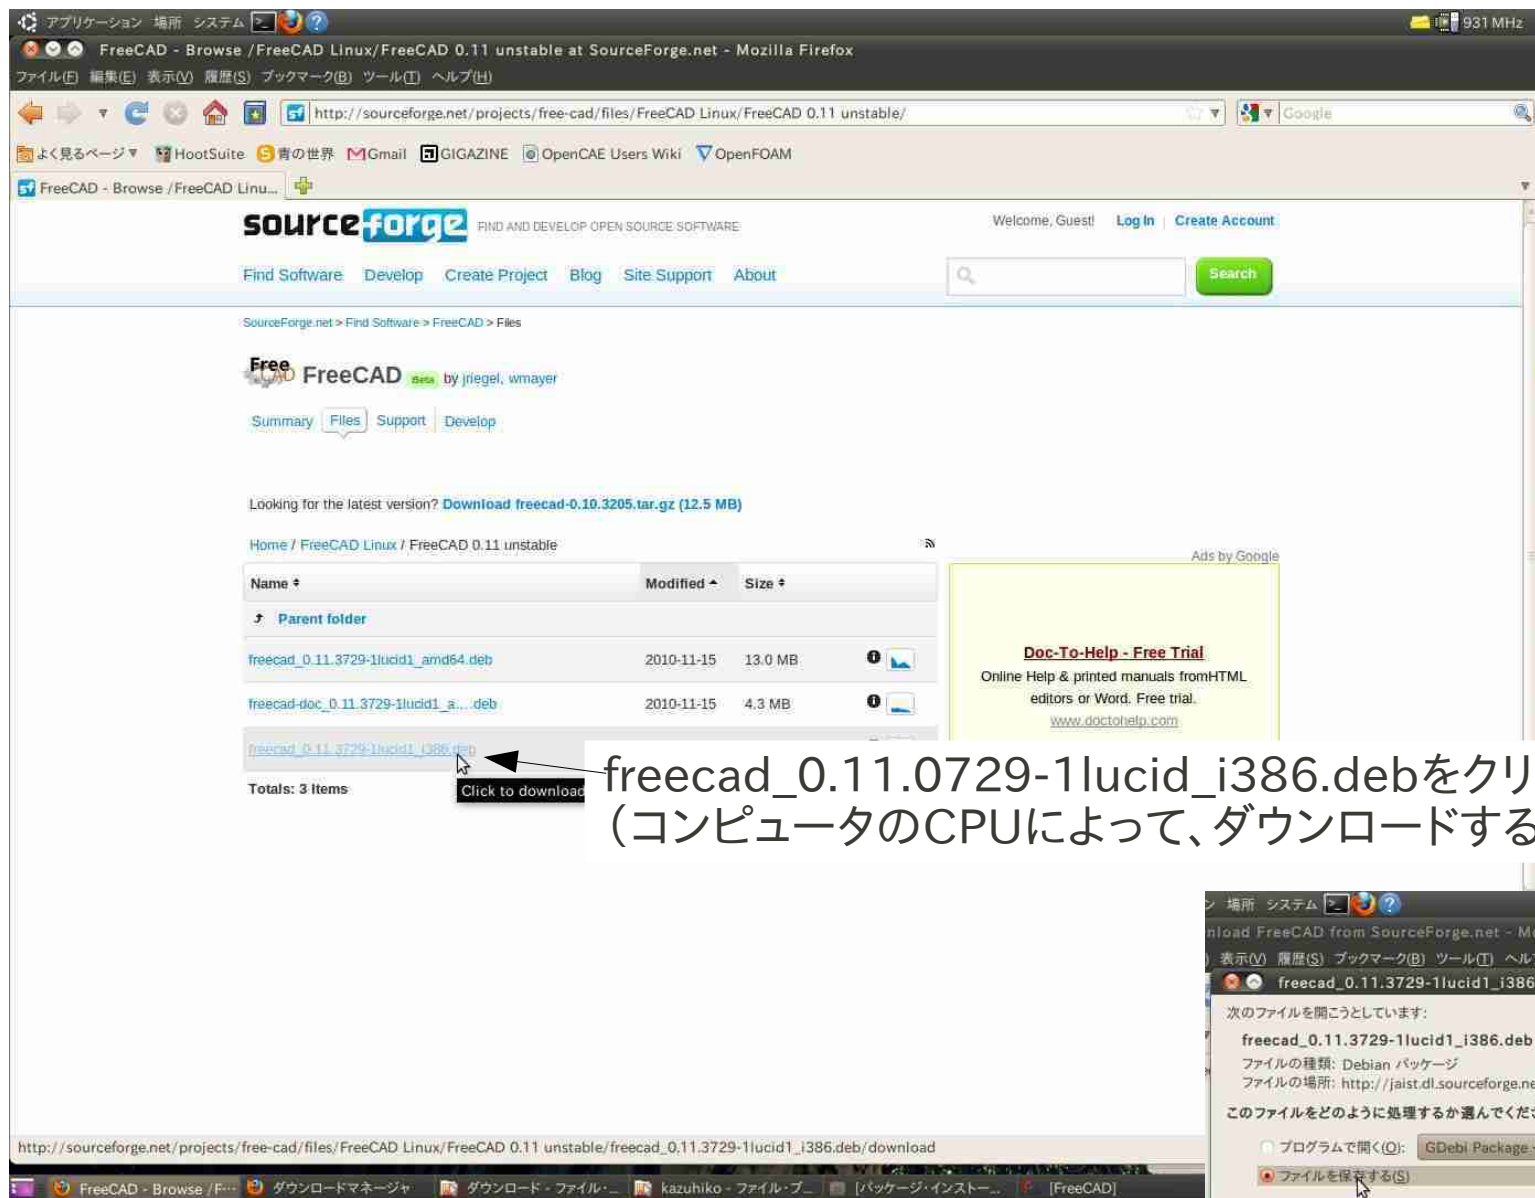 アプリケーション 場所 システム 931 MHz
FreeCAD - Browse /FreeCAD Linux/FreeCAD 0.11 unstable at SourceForge.net - Mozilla Firefox
ファイル(F) 編集(E) 表示(V) 履歴(S) ブックマーク(B) ツール(T) ヘルプ(H)
http://sourceforge.net/projects/free-cad/files/FreeCAD Linux/FreeCAD 0.11 unstable/ Google
よく見るページ HootSuite 青の世界 Gmail GIGAZINE OpenCAE Users Wiki OpenFOAM
FreeCAD - Browse /FreeCAD Linu...
sourceforge FIND AND DEVELOP OPEN SOURCE SOFTWARE Welcome, Guest! Log In Create Account
Find Software Develop Create Project Blog Site Support About Search
SourceForge.net > Find Software > FreeCAD > Files
Free CAD FreeCAD Beta by jriegel, wmayer
Summary Files Support Develop
Looking for the latest version? Download freecad-0.10.3205.tar.gz (12.5 MB)
Home / FreeCAD Linux / FreeCAD 0.11 unstable
Ads by Google
Name Modified Size
Parent folder
freecad_0.11.3729-1lucid1_amd64.deb 2010-11-15 13.0 MB
freecad-doc_0.11.3729-1lucid1_a... .deb 2010-11-15 4.3 MB
freecad_0.11.3729-1lucid1_i386.deb
Totals: 3 Items
Click to download
Doc-To-Help - Free Trial
Online Help & printed manuals fromHTML
editors or Word. Free trial.
www.doctohelp.com
freecad_0.11.0729-1lucid_i386.debをクリ
（コンピュータのCPUによって、ダウンロードする
場所 システム
nload FreeCAD from SourceForge.net - M
表示(V) 履歴(S) ブックマーク(B) ツール(T) ヘル
freecad_0.11.3729-1lucid1_i386
次のファイルを開こうとしています:
freecad_0.11.3729-1lucid1_i386.deb
ファイルの種類: Debian パッケージ
ファイルの場所: http://jaist.dl.sourceforge.ne
このファイルをどのように処理するか選んでくだ
プログラムで開く(O): GDebi Package
ファイルを保存する(S)
http://sourceforge.net/projects/free-cad/files/FreeCAD Linux/FreeCAD 0.11 unstable/freecad_0.11.3729-1lucid1_i386.deb/download
FreeCAD - Browse /F... ダウンロードマネージャ ダウンロード - ファイル・... kazuhiko - ファイル・ブ... [パッケージ・インストー... [FreeCAD]